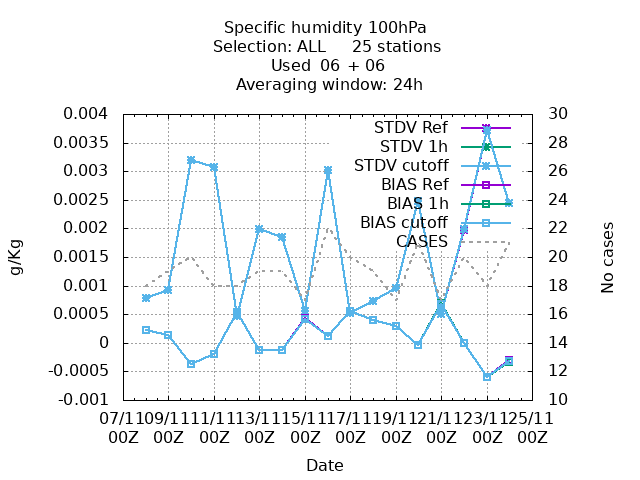 Specific humidity 100hPa
Selection: ALL 25 stations
Used 06 + 06
Averaging window: 24h
0.004
0.0035
0.003
0.0025
0.002
0.0015
0.001
0.0005
0
-0.0005
-0.001
g/Kg
STDV Ref
STDV 1h
STDV cutoff
BIAS Ref
BIAS 1h
BIAS cutoff
CASES
30
28
26
24
22
20
18
16
14
12
10
No cases
07/11 09/11 11/11 13/11 15/11 17/11 19/11 21/11 23/11 25/11
00Z 00Z 00Z 00Z 00Z 00Z 00Z 00Z 00Z 00Z
Date